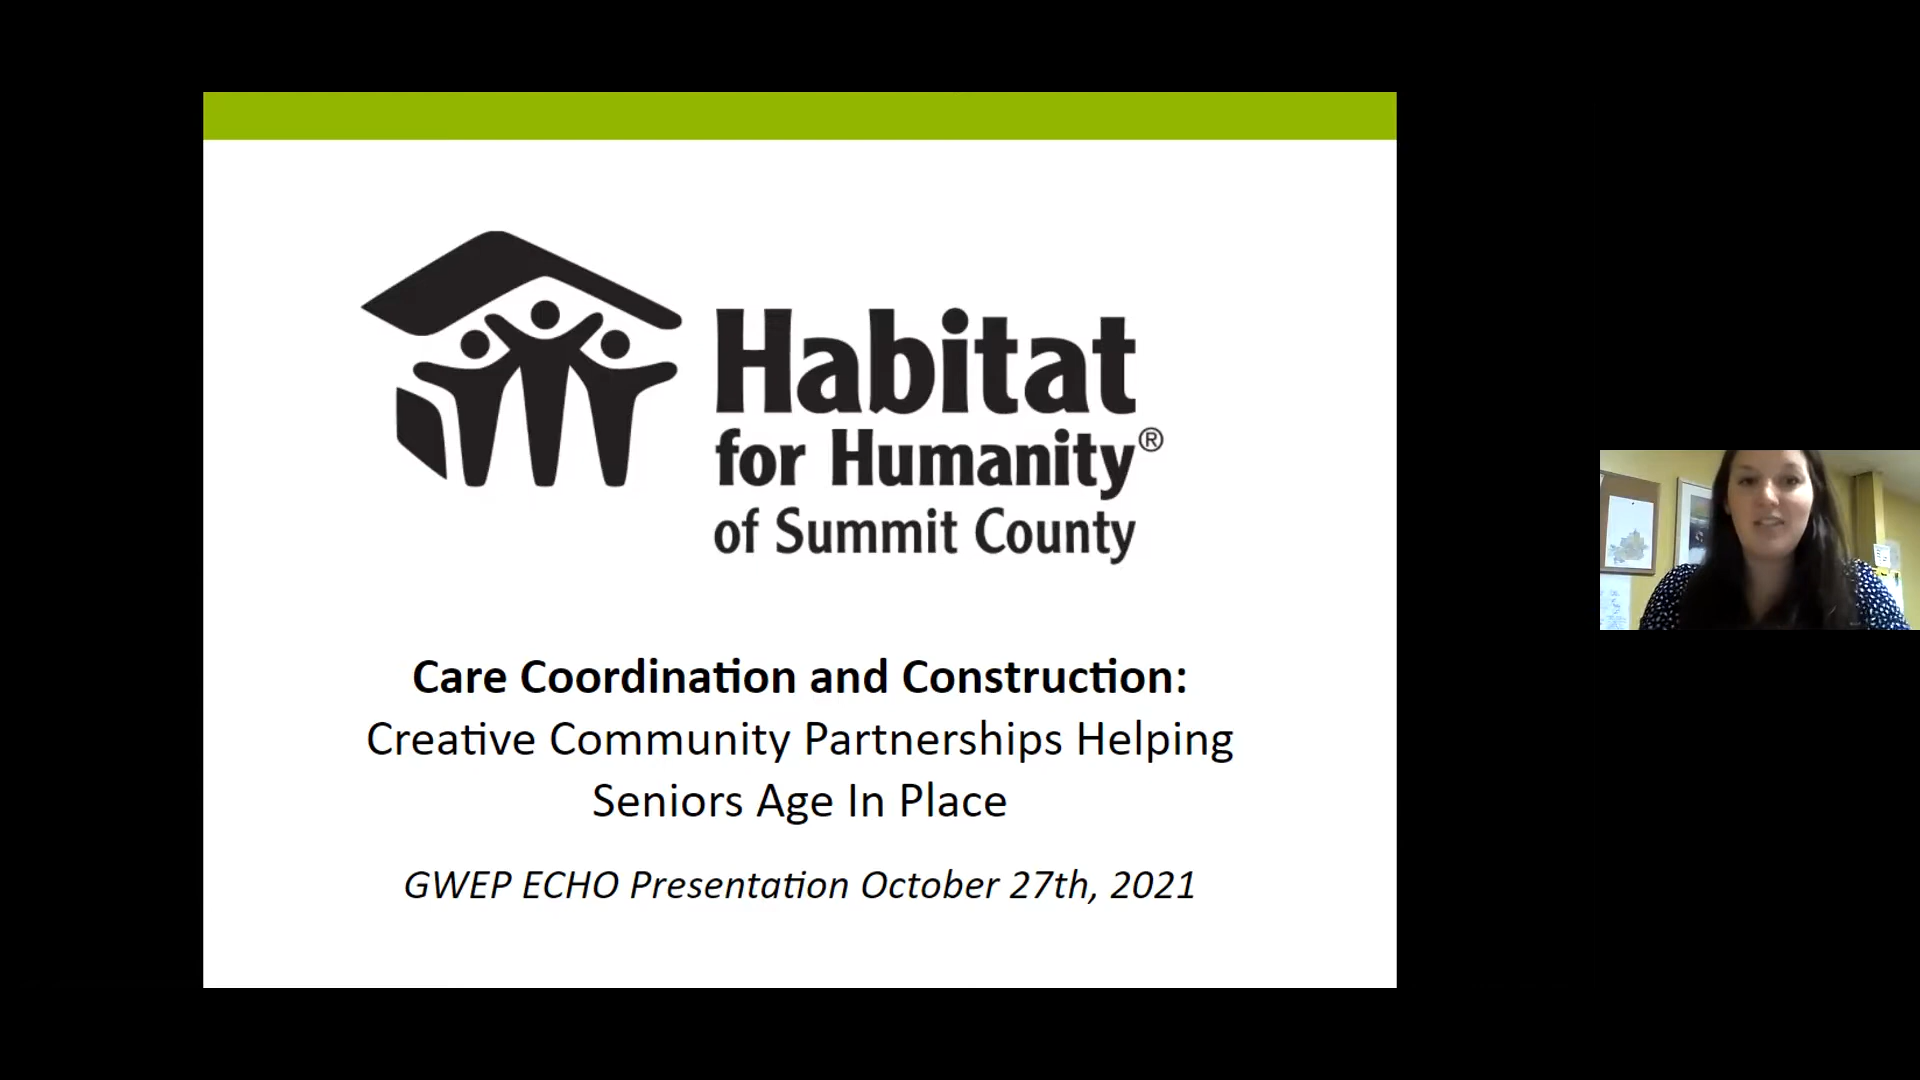 Habitat
for Humanity®
of Summit County
Care Coordination and Construction:
Creative Community Partnerships Helping
Seniors Age In Place
GWEP ECHO Presentation October 27th, 2021